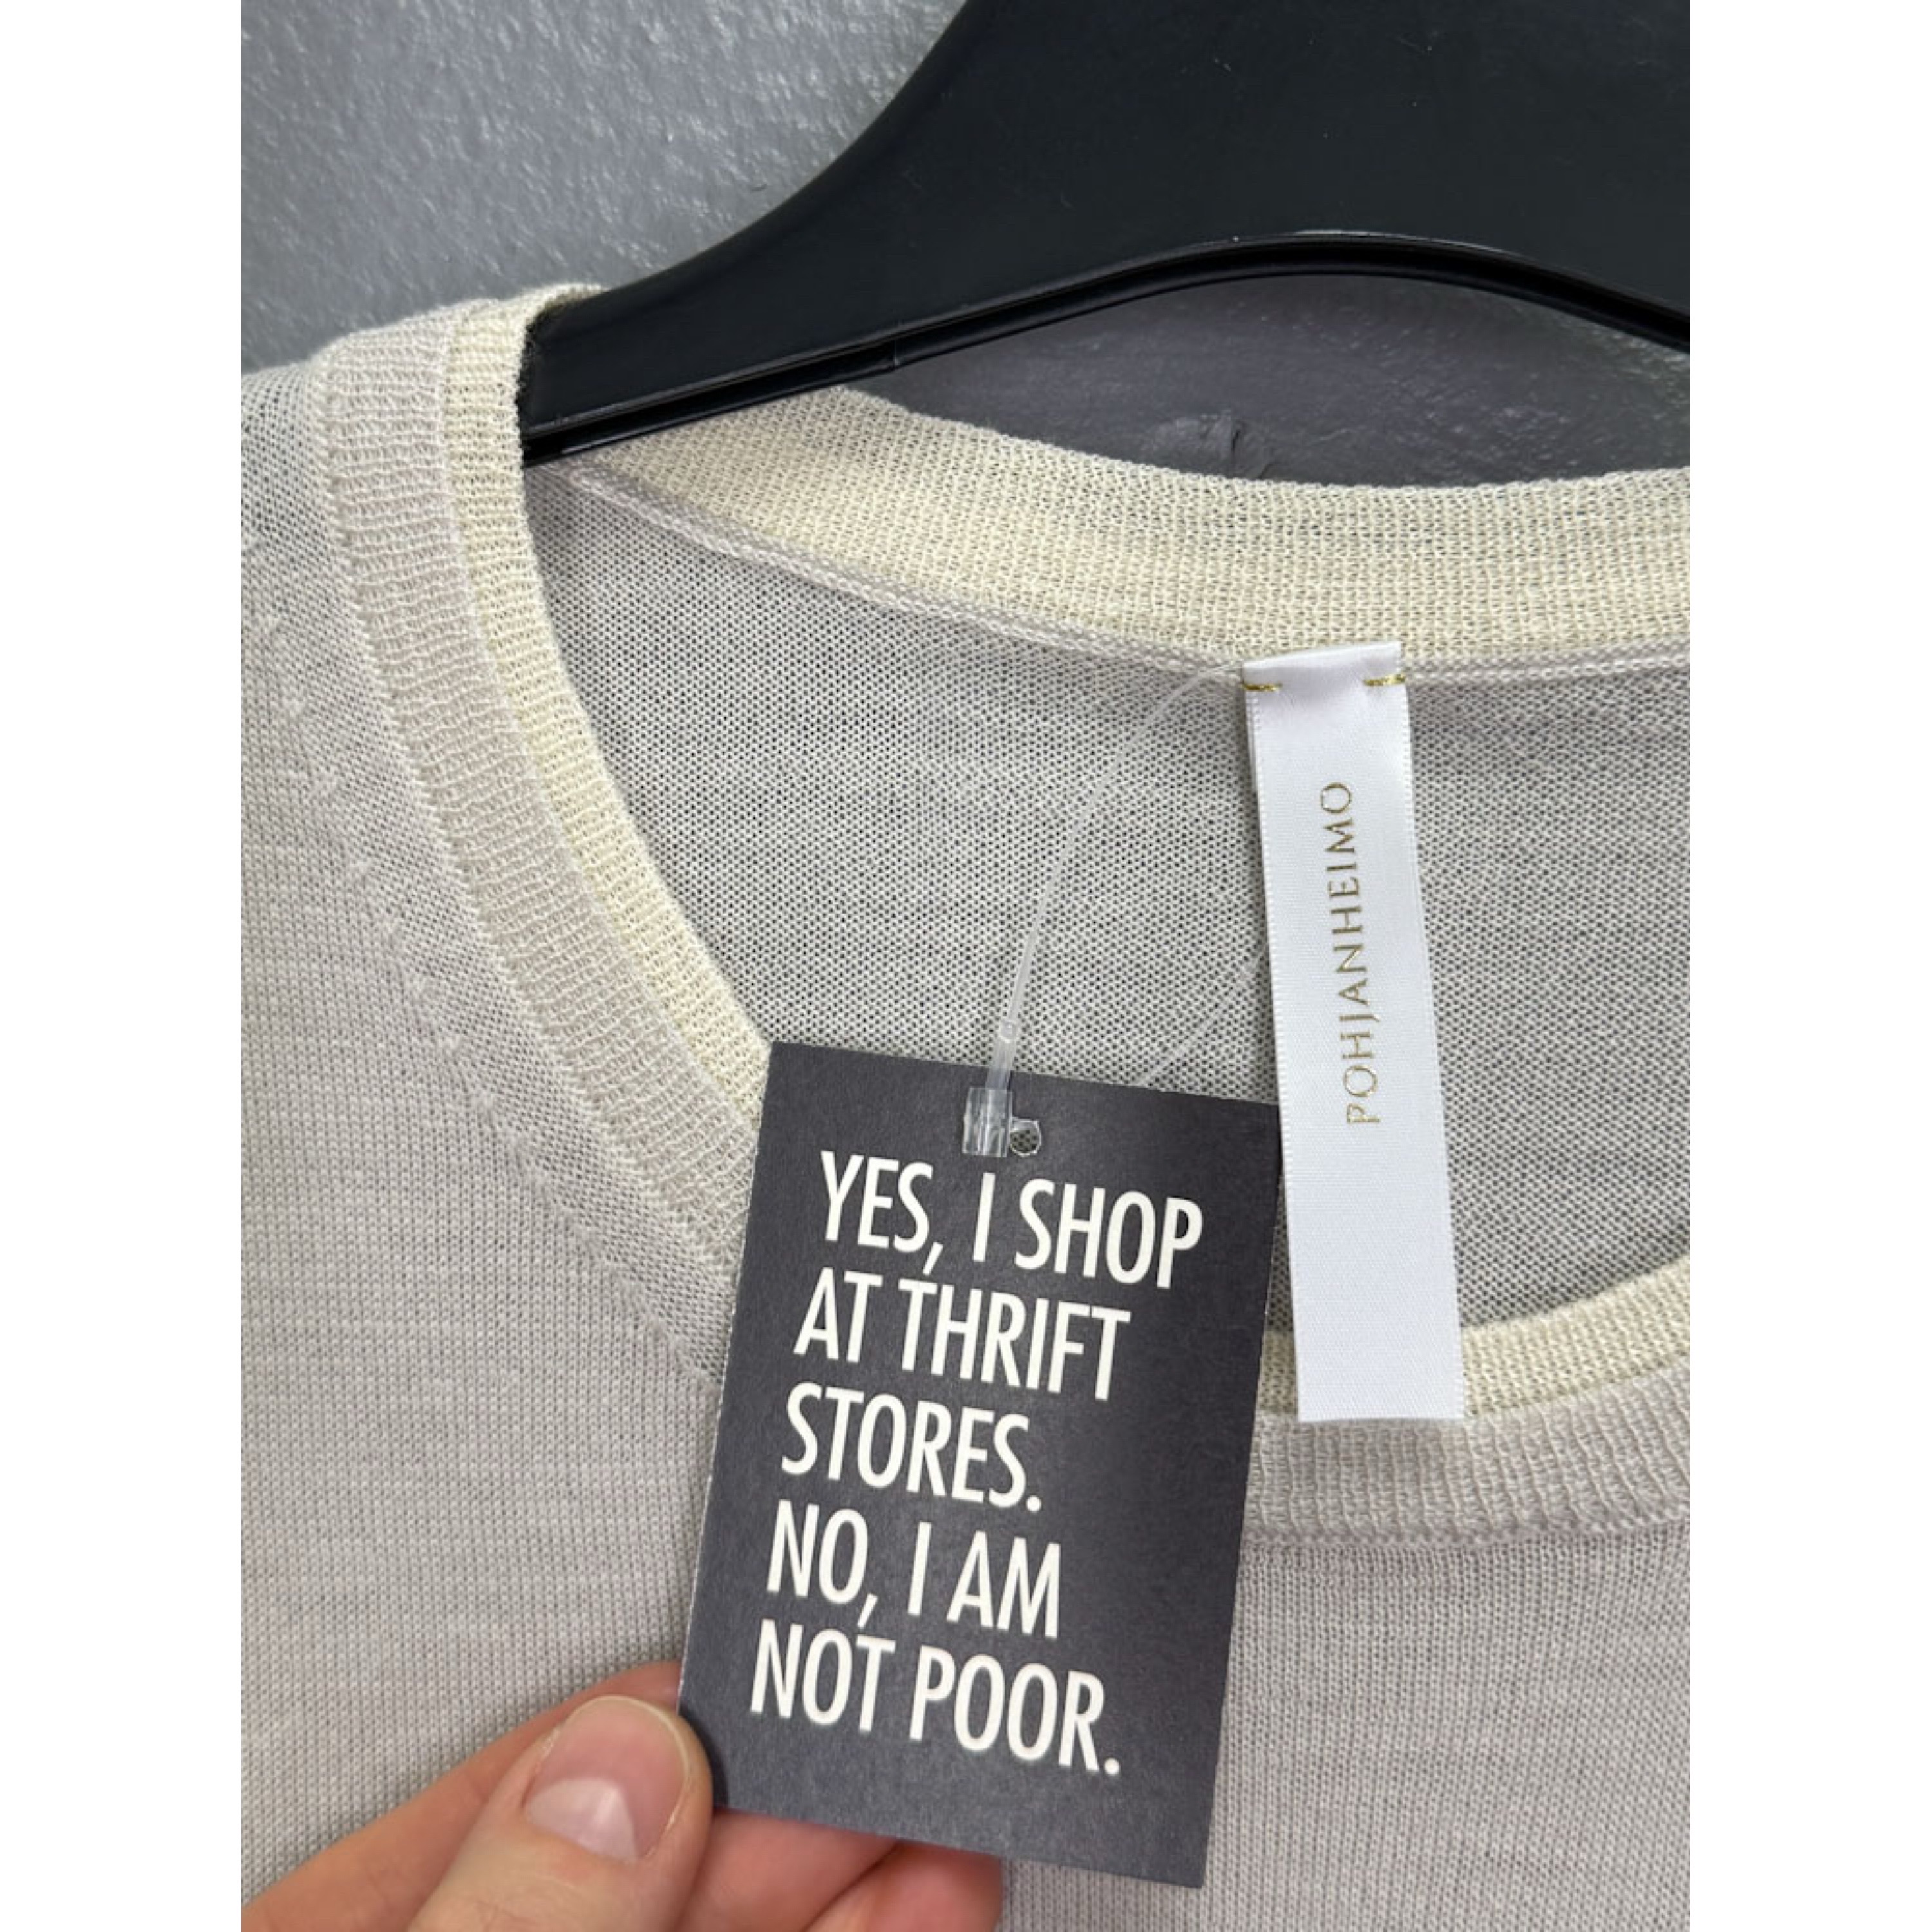 YES, I SHOP
AT THRIFT
STORES.
NO, I AM
NOT POOR.
POHJANHEIMO